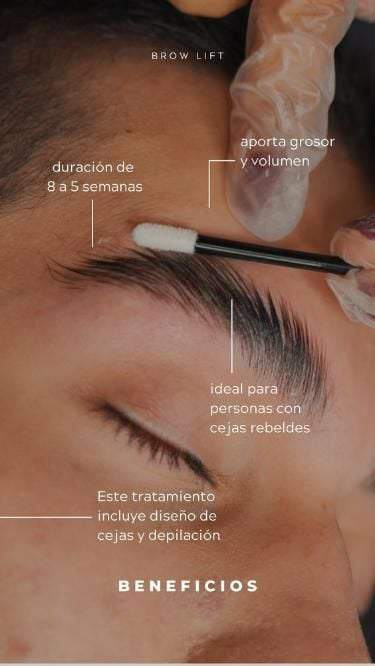 BROW LIFT
aporta grosor
y volumen
duración de
8 a 5 semanas
ideal para
personas con
cejas rebeldes
Este tratamiento
incluye diseño de
cejas y depilación
BENEFICIOS